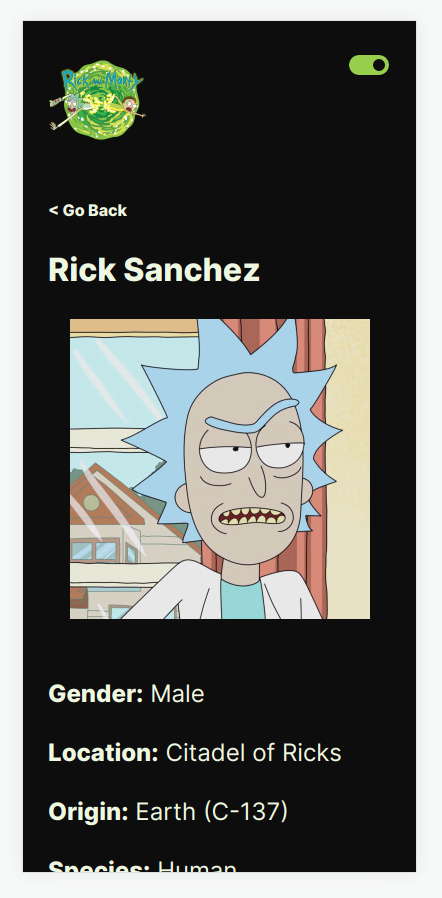 Rick and Morty
< Go Back
Rick Sanchez
Gender: Male
Location: Citadel of Ricks
Origin: Earth (C-137)
Species: Human